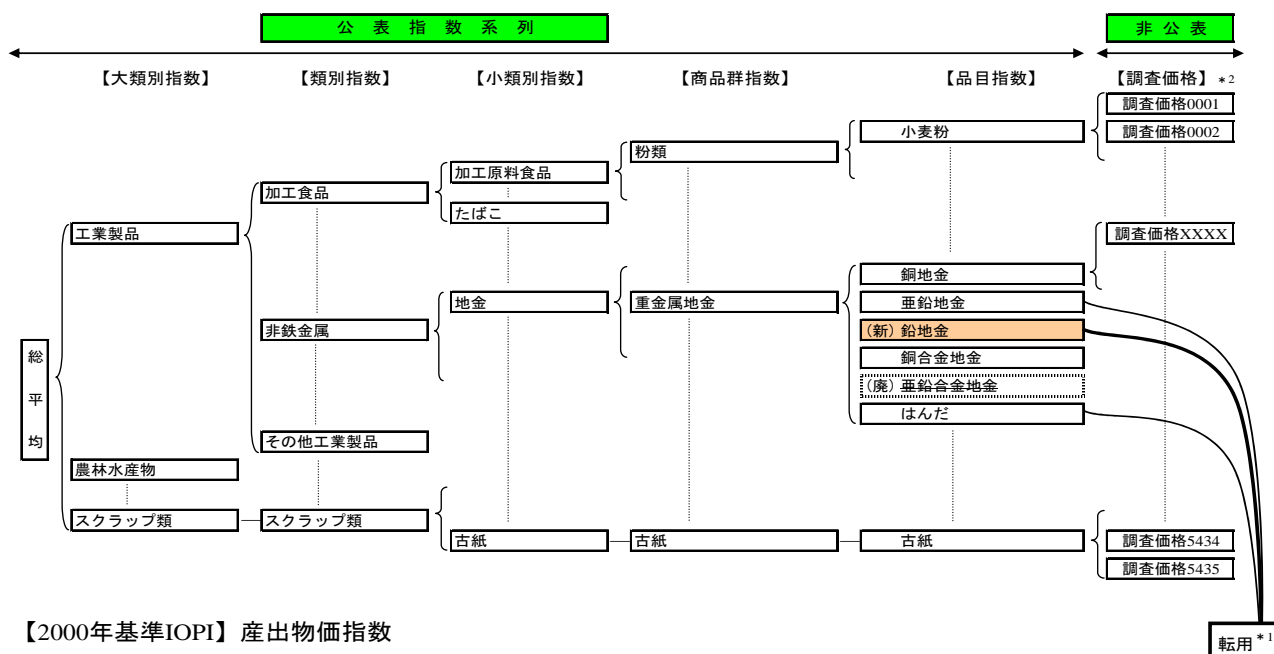 公 表 指 数 系 列
非 公 表
【大類別指数】 【類別指数】 【小類別指数】 【商品群指数】 【品目指数】 【調査価格】 *2
調査価格0001
小麦粉
調査価格0002
粉類
加工原料食品
加工食品
たばこ
工業製品
調査価格XXXX
銅地金
地金
重金属地金
亜鉛地金
非鉄金属
(新) 鉛地金
総平均
銅合金地金
(廃) 亜鉛合金地金
はんだ
その他工業製品
農林水産物
スクラップ類
スクラップ類
古紙
古紙
古紙
調査価格5434
調査価格5435
【2000年基準IOPI】産出物価指数
転用*1